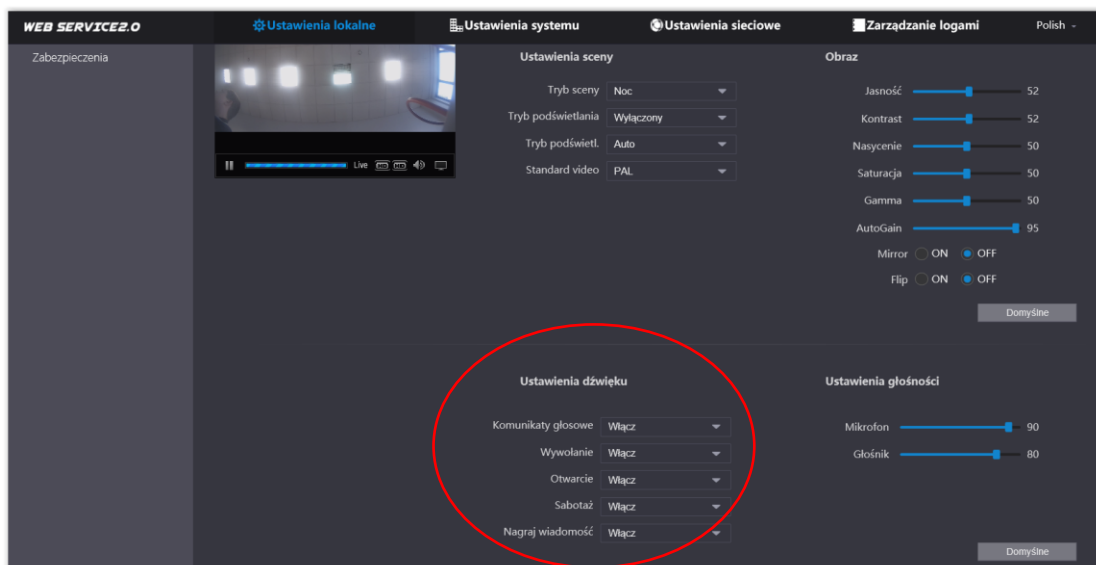 WEB SERVICE2.0
Ustawienia lokalne
Ustawienia systemu
Ustawienia sieciowe
Zarządzanie logami
Polish
Zabezpieczenia
Live
Ustawienia sceny
Tryb sceny Noc
Tryb podświetlania Wyłączony
Tryb podświetl. Auto
Standard video PAL
Obraz
Jasność 52
Kontrast 52
Nasycenie 50
Saturacja 50
Gamma 50
AutoGain 95
Mirror ON OFF
Flip ON OFF
Domyślne
Ustawienia dźwięku
Komunikaty głosowe Włącz
Wywołanie Włącz
Otwarcie Włącz
Sabotaż Włącz
Nagraj wiadomość Włącz
Ustawienia głośności
Mikrofon 90
Głośnik 80
Domyślne